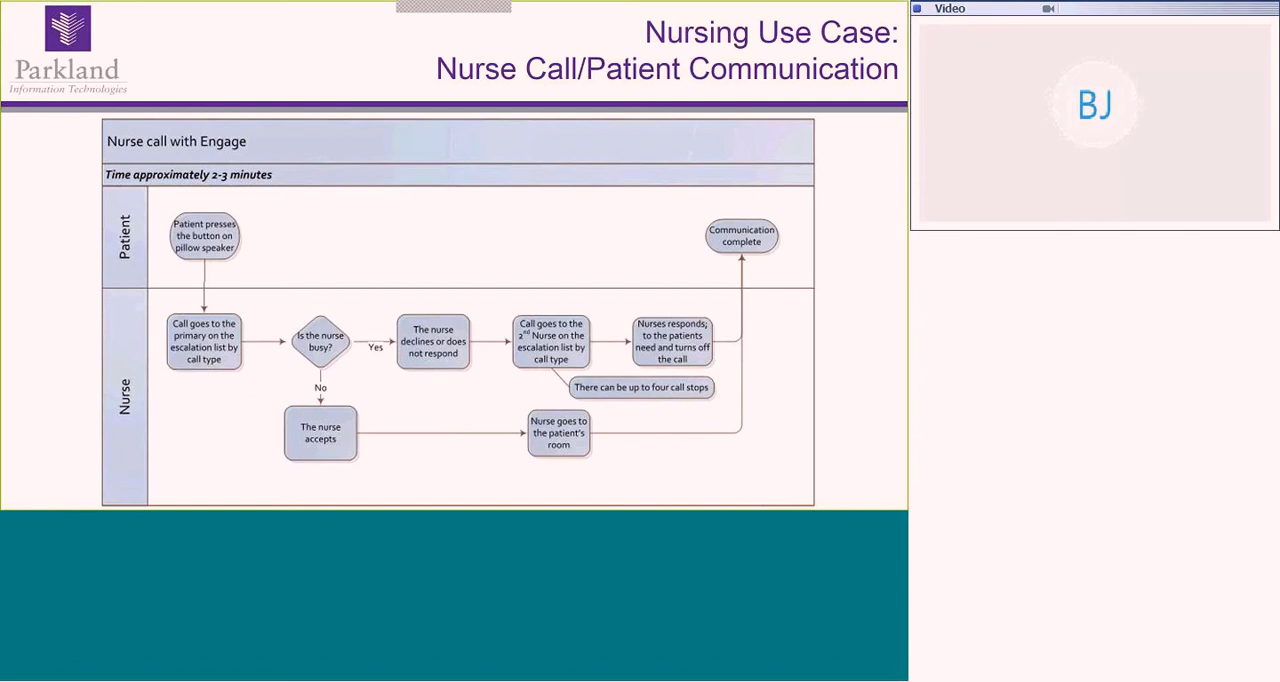 Nursing Use Case:
Nurse Call/Patient Communication
Parkland
Information Technologies
Video
BJ
Nurse call with Engage
Time approximately 2-3 minutes
Patient
Patient presses
the button on
pillow speaker
Communication
complete
Nurse
Call goes to the
primary on the
escalation list by
call type
Is the nurse
busy?
Yes
The nurse
declines or does
not respond
Call goes to the
2nd Nurse on the
escalation list by
call type
Nurses responds;
to the patients
need and turns off
the call
There can be up to four call stops
No
The nurse
accepts
Nurse goes to
the patient's
room